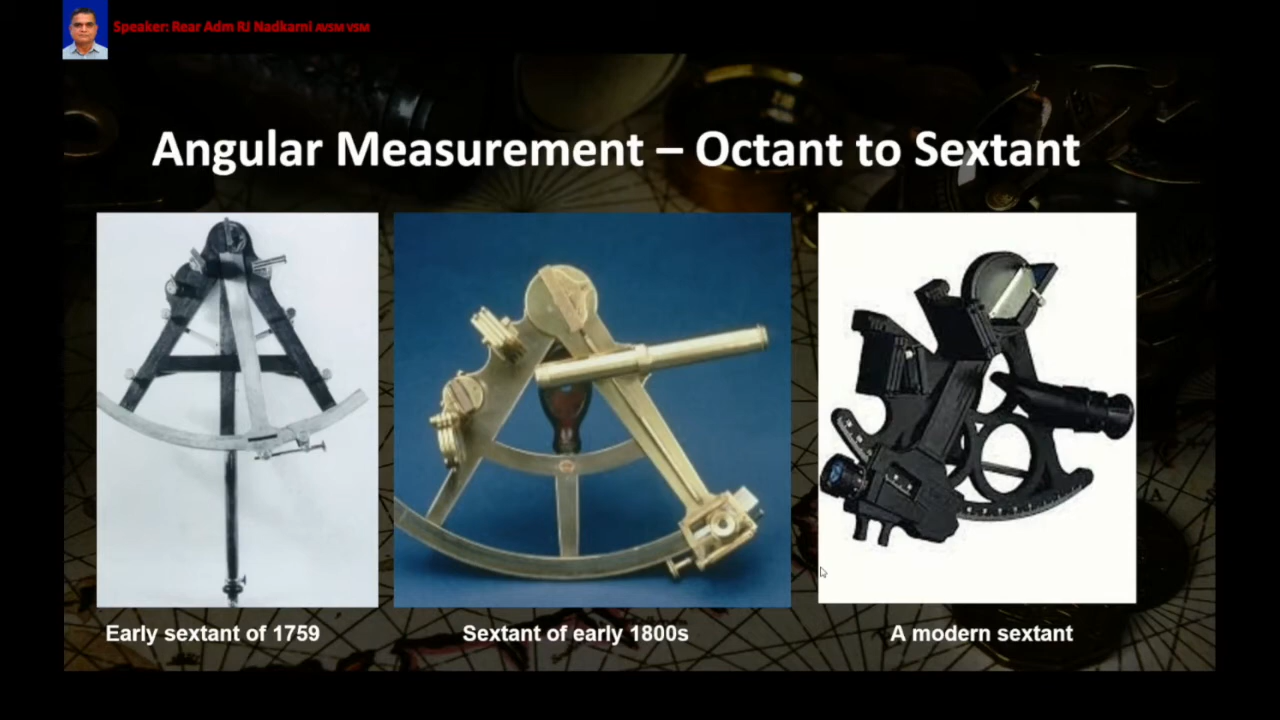 Speaker: Rear Adm RJ Nadkarni AVSM VSM
Angular Measurement – Octant to Sextant
Early sextant of 1759
Sextant of early 1800s
A modern sextant